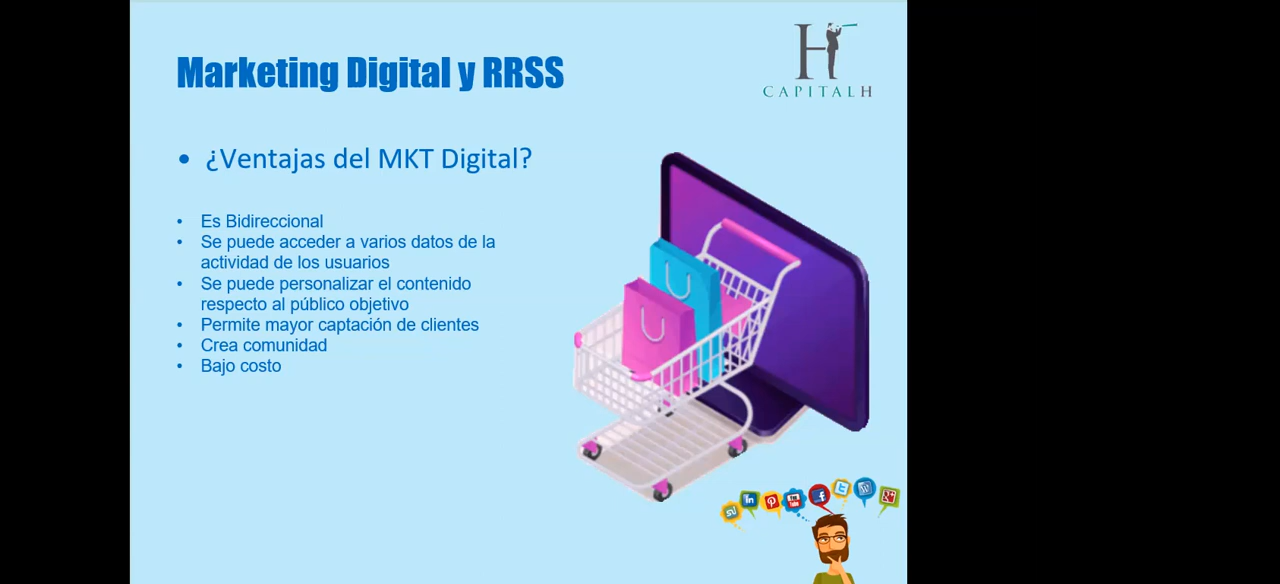 Marketing Digital y RRSS
H
CAPITALH
• ¿Ventajas del MKT Digital?
• Es Bidireccional
• Se puede acceder a varios datos de la
actividad de los usuarios
• Se puede personalizar el contenido
respecto al público objetivo
• Permite mayor captación de clientes
• Crea comunidad
• Bajo costo